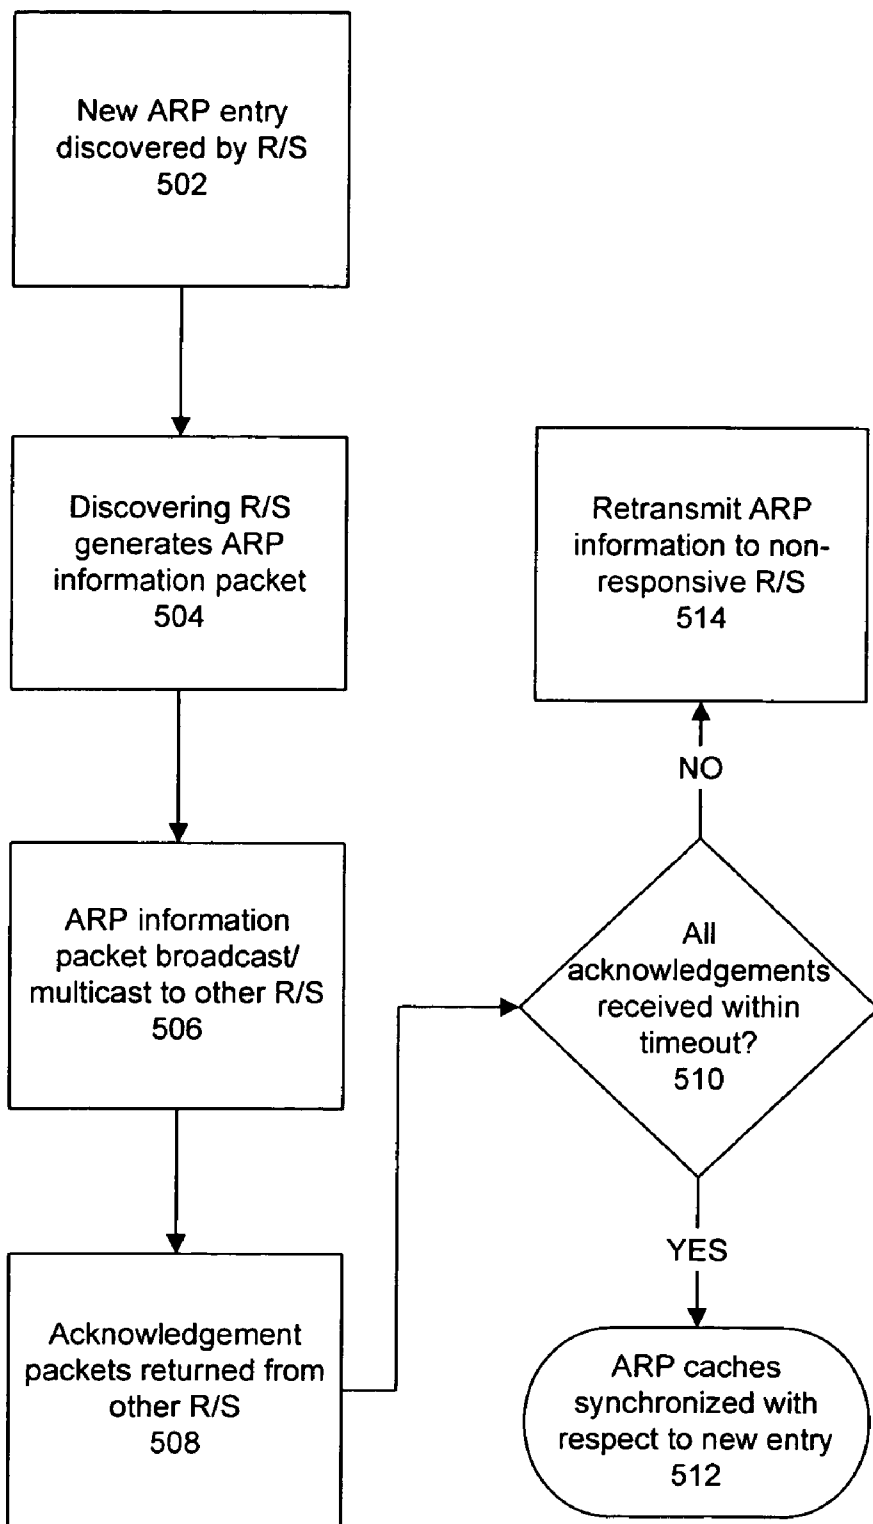 New ARP entry
discovered by R/S
502
Discovering R/S
generates ARP
information packet
504
ARP information
packet broadcast/
multicast to other R/S
506
Acknowledgement
packets returned from
other R/S
508
Retransmit ARP
information to non-
responsive R/S
514
NO
All
acknowledgements
received within
timeout?
510
YES
ARP caches
synchronized with
respect to new entry
512